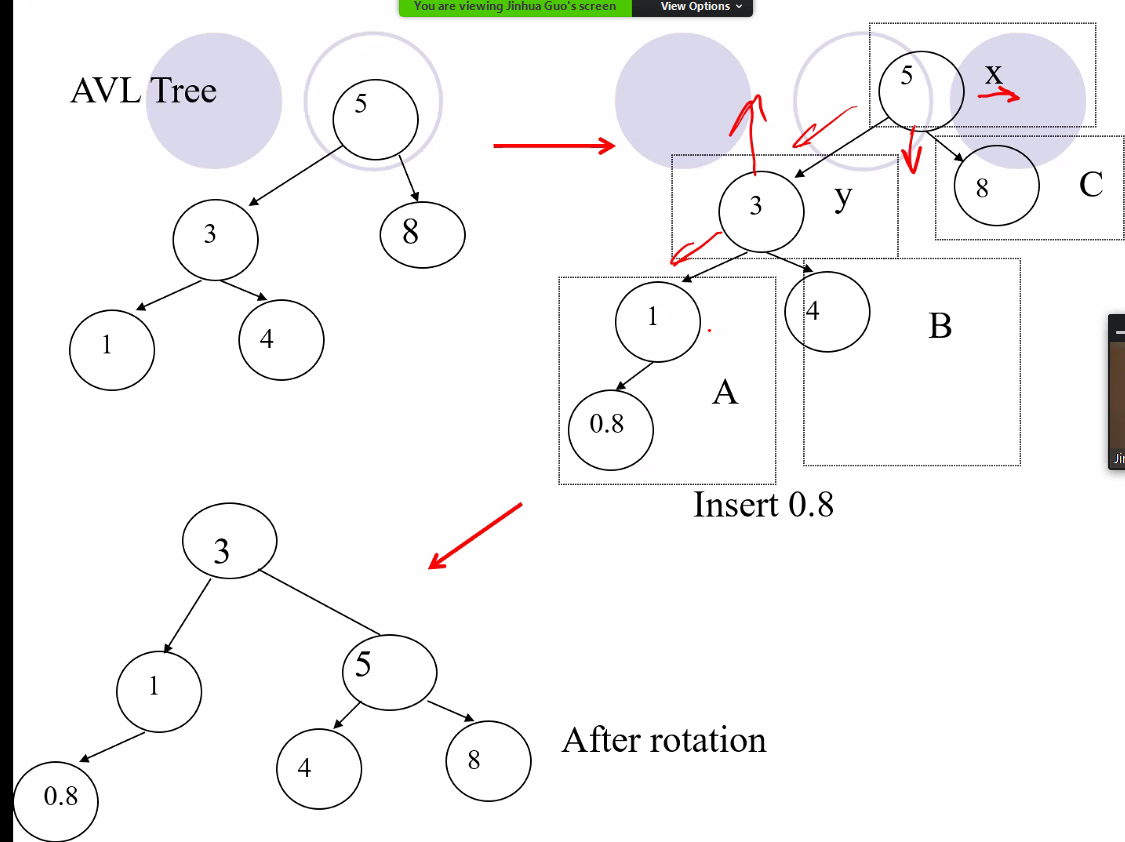 You are viewing Jinhua Guo's screen
View Options
AVL Tree
5
3
8
1
4
5
x
3
y
8
C
1
4
B
A
0.8
Insert 0.8
3
1
5
0.8
4
8
After rotation